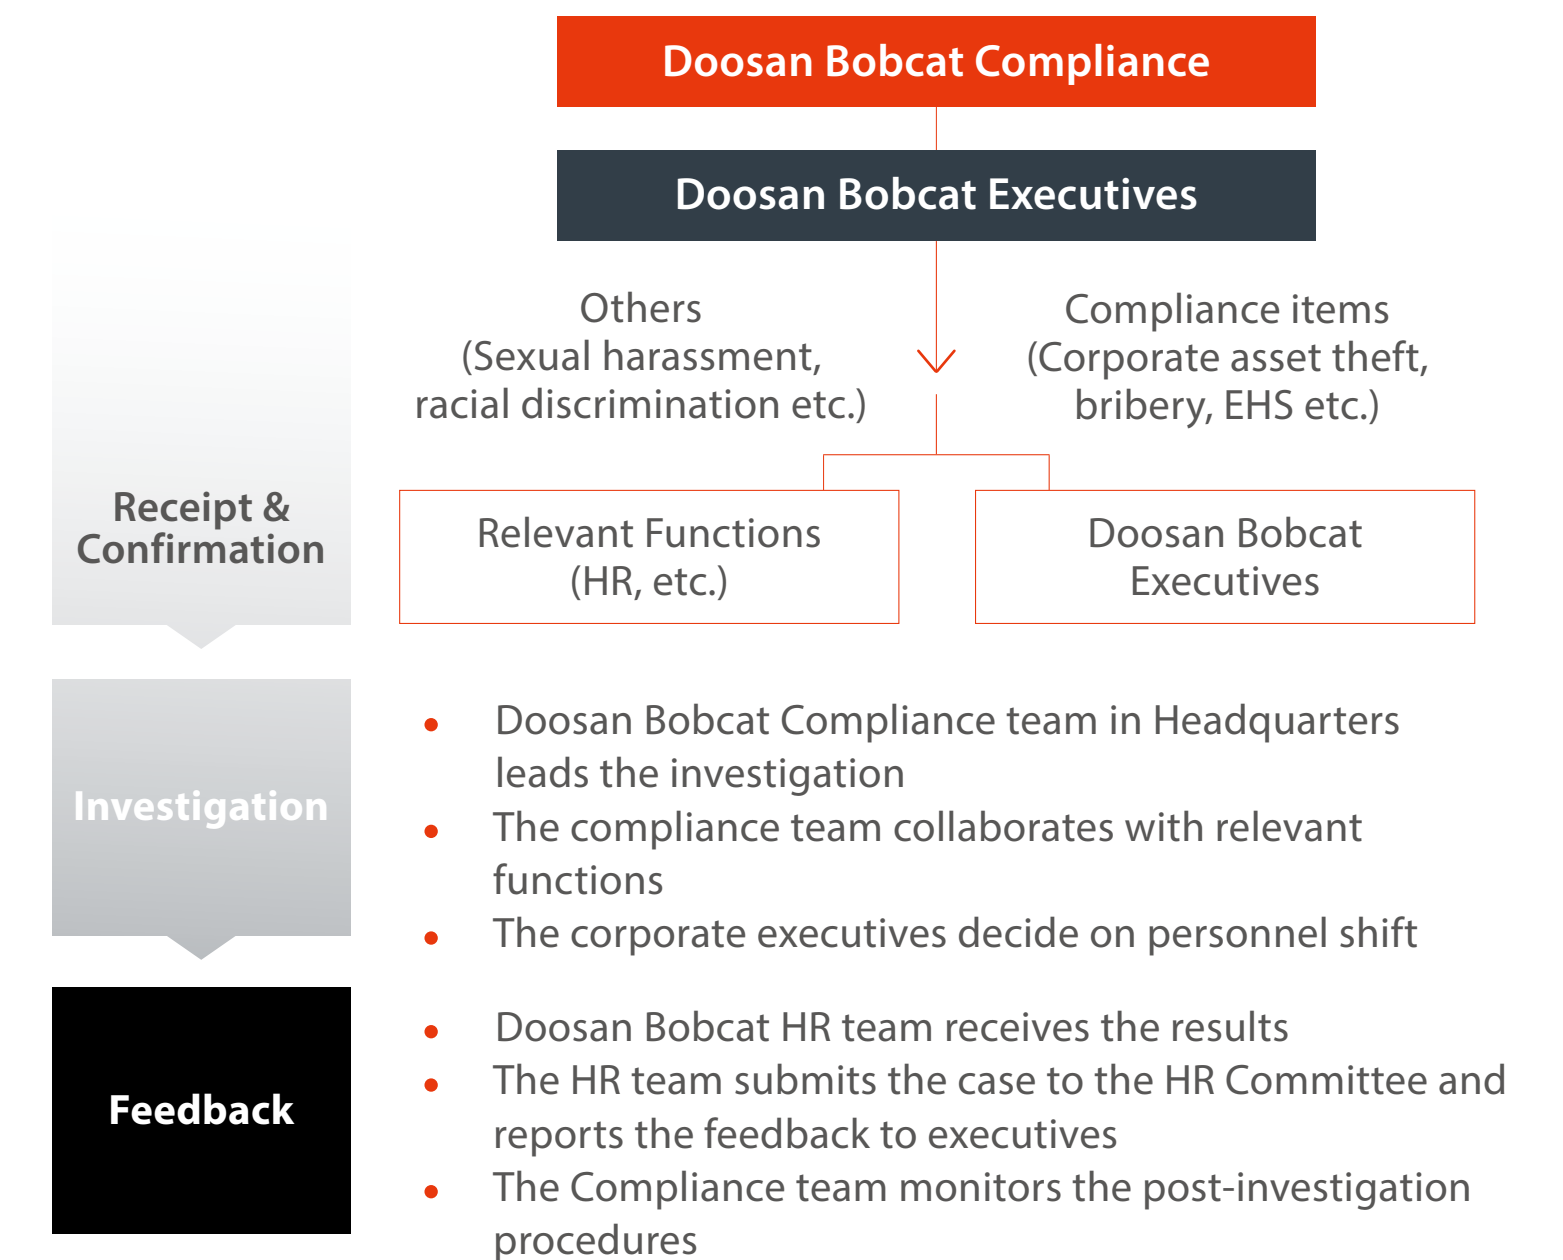 Doosan Bobcat Compliance
Doosan Bobcat Executives
Others
(Sexual harassment,
racial discrimination etc.)
Compliance items
(Corporate asset theft,
bribery, EHS etc.)
Receipt &
Confirmation
Relevant Functions
(HR, etc.)
Doosan Bobcat
Executives
Investigation
• Doosan Bobcat Compliance team in Headquarters
leads the investigation
• The compliance team collaborates with relevant
functions
• The corporate executives decide on personnel shift
Feedback
• Doosan Bobcat HR team receives the results
• The HR team submits the case to the HR Committee and
reports the feedback to executives
• The Compliance team monitors the post-investigation
procedures